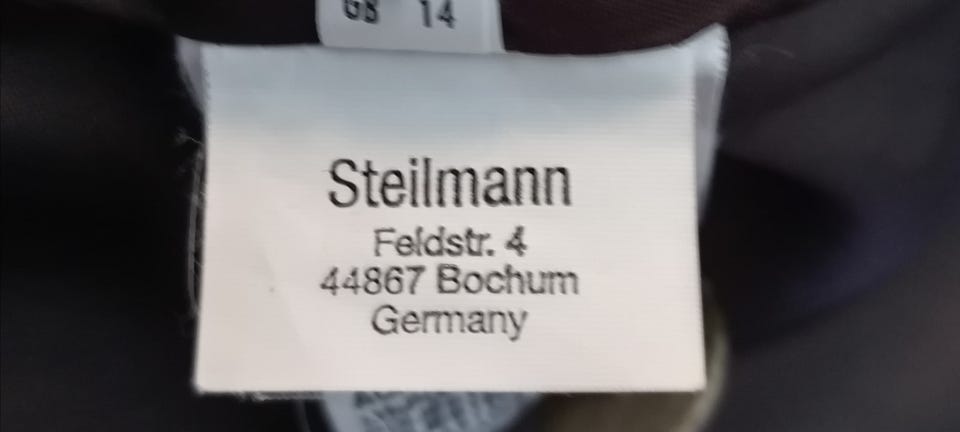 GB 14
Steilmann
Feldstr. 4
44867 Bochum
Germany